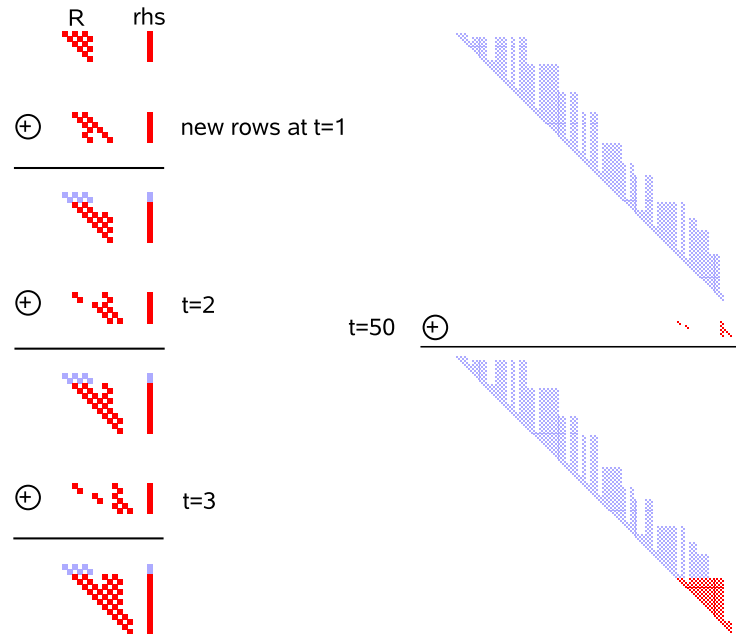 R rhs
+ new rows at t=1
+ t=2
+ t=3
t=50 +